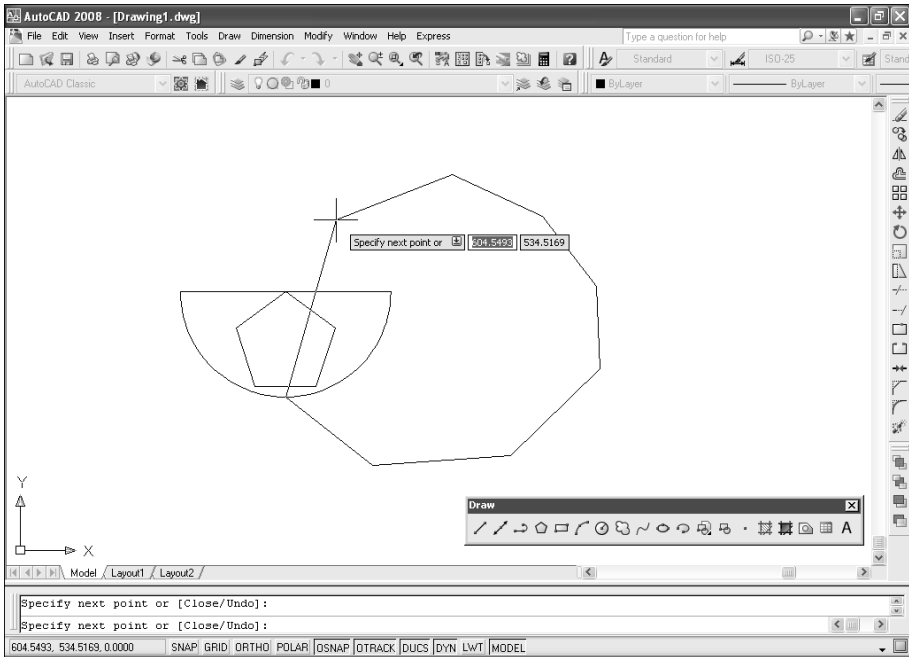 AutoCAD 2008 - [Drawing1.dwg]
File Edit View Insert Format Tools Draw Dimension Modify Window Help Express Type a question for help
Standard ISO-25 Stand
AutoCAD Classic 0 ByLayer ByLayer
Specify next point or 604.5493 534.5169
Y
X
Draw
A
Model Layout1 Layout2
Specify next point or [Close/Undo]:
Specify next point or [Close/Undo]:
604.5493, 534.5169, 0.0000 SNAP GRID ORTHO POLAR OSNAP OTRACK DUCS DYN LWT MODEL